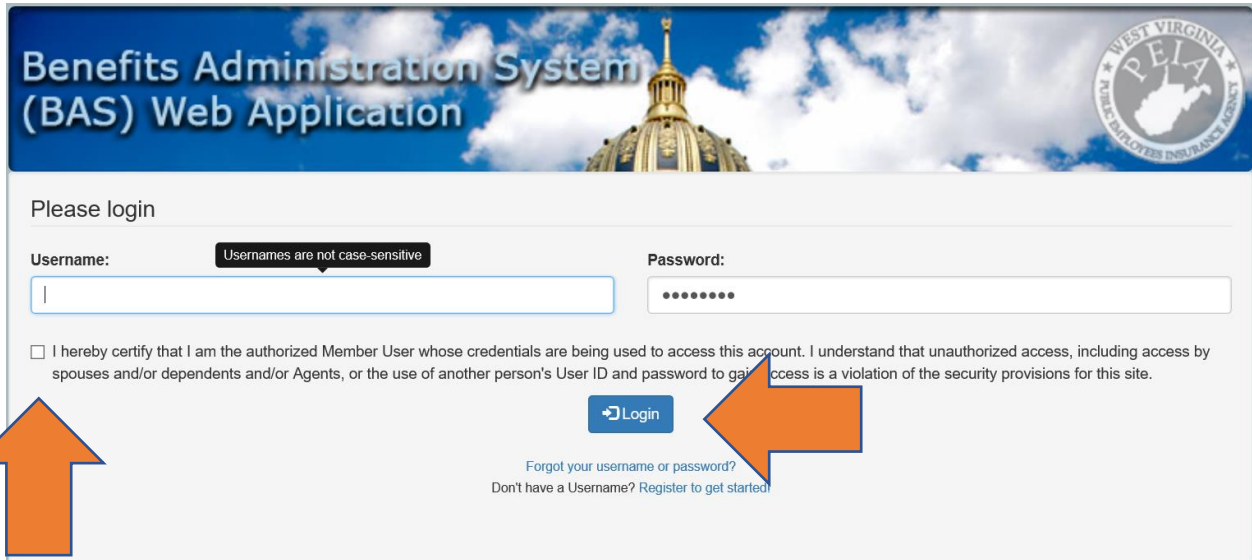 Benefits Administration System
(BAS) Web Application
WEST VIRGINIA
PEIA
PUBLIC EMPLOYEES INSURANCE AGENCY
Please login
Username:
Usernames are not case-sensitive
Password:
I hereby certify that I am the authorized Member User whose credentials are being used to access this account. I understand that unauthorized access, including access by
spouses and/or dependents and/or Agents, or the use of another person's User ID and password to gain access is a violation of the security provisions for this site.
Login
Forgot your username or password?
Don't have a Username? Register to get started!